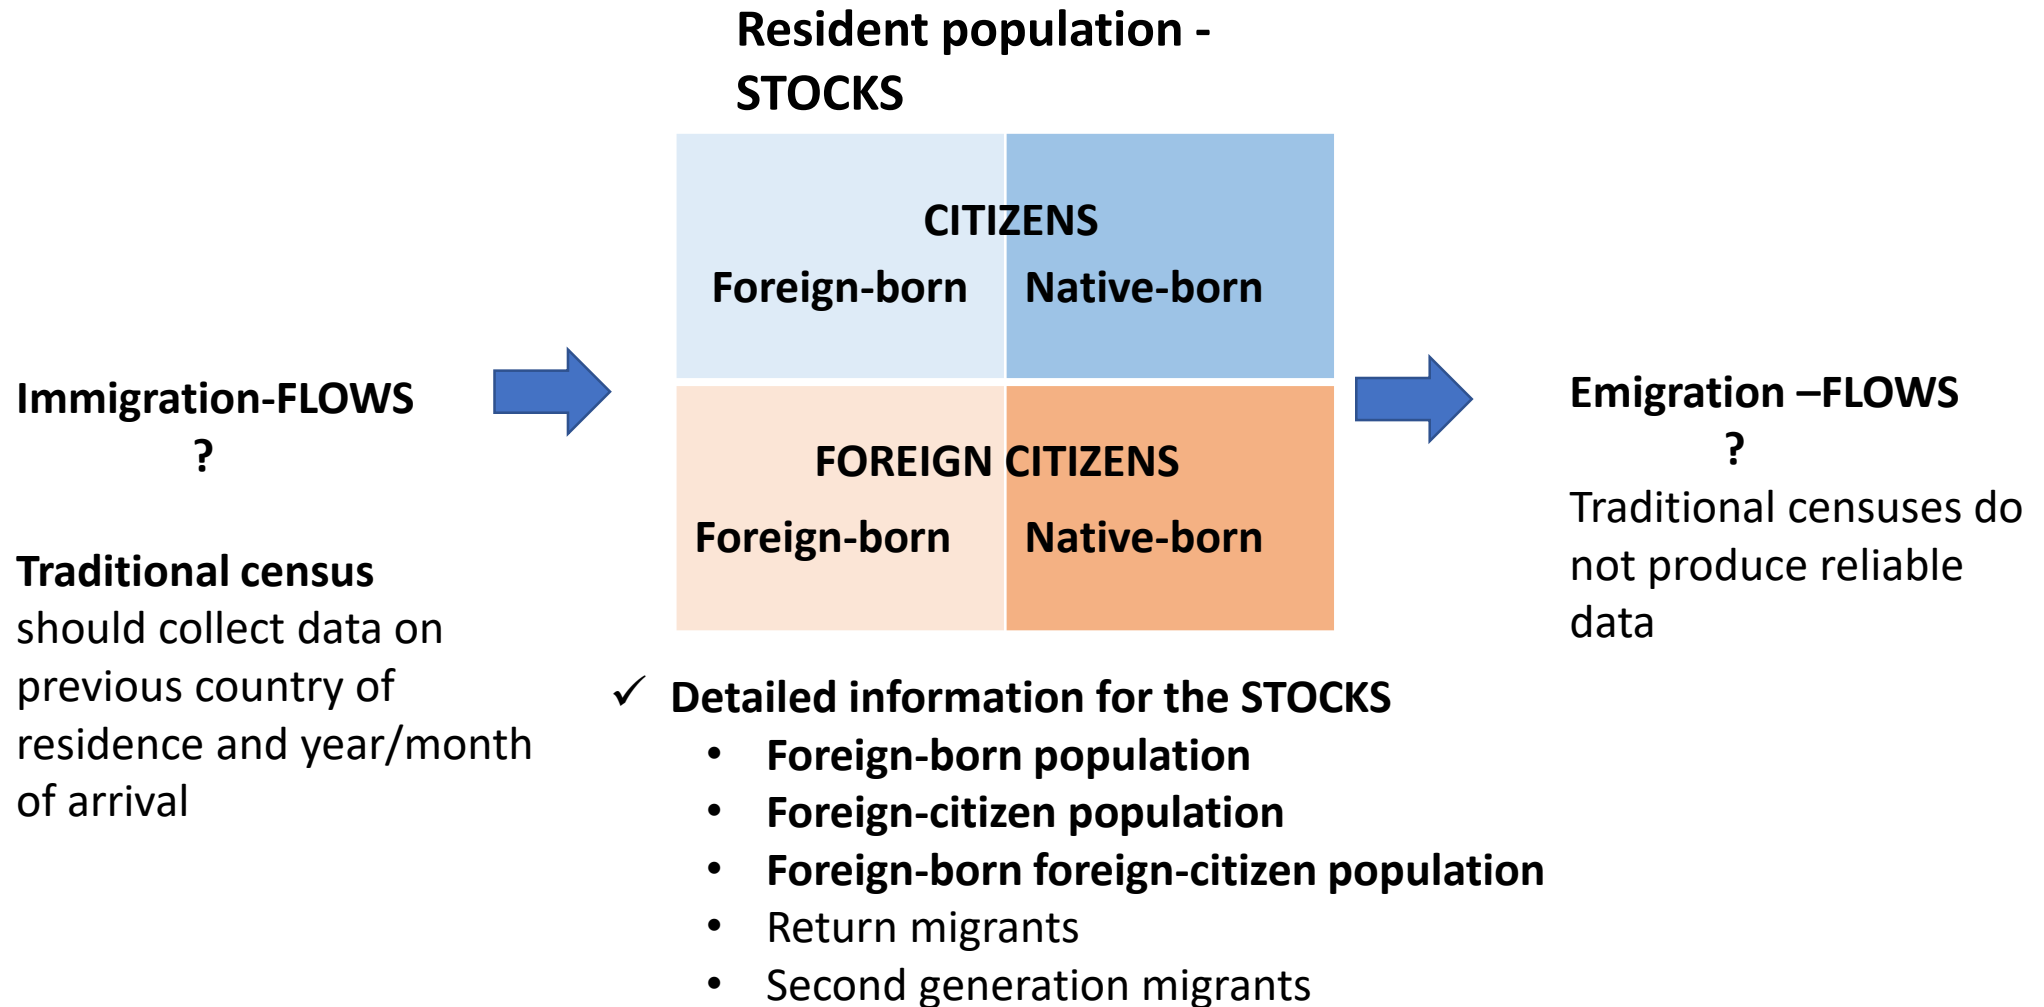 Resident population -
STOCKS
CITIZENS
Foreign-born
Native-born
FOREIGN CITIZENS
Foreign-born
Native-born
Immigration-FLOWS
?
Traditional census
should collect data on
previous country of
residence and year/month
of arrival
Emigration –FLOWS
?
Traditional censuses do
not produce reliable
data
✓ Detailed information for the STOCKS
• Foreign-born population
• Foreign-citizen population
• Foreign-born foreign-citizen population
• Return migrants
• Second generation migrants